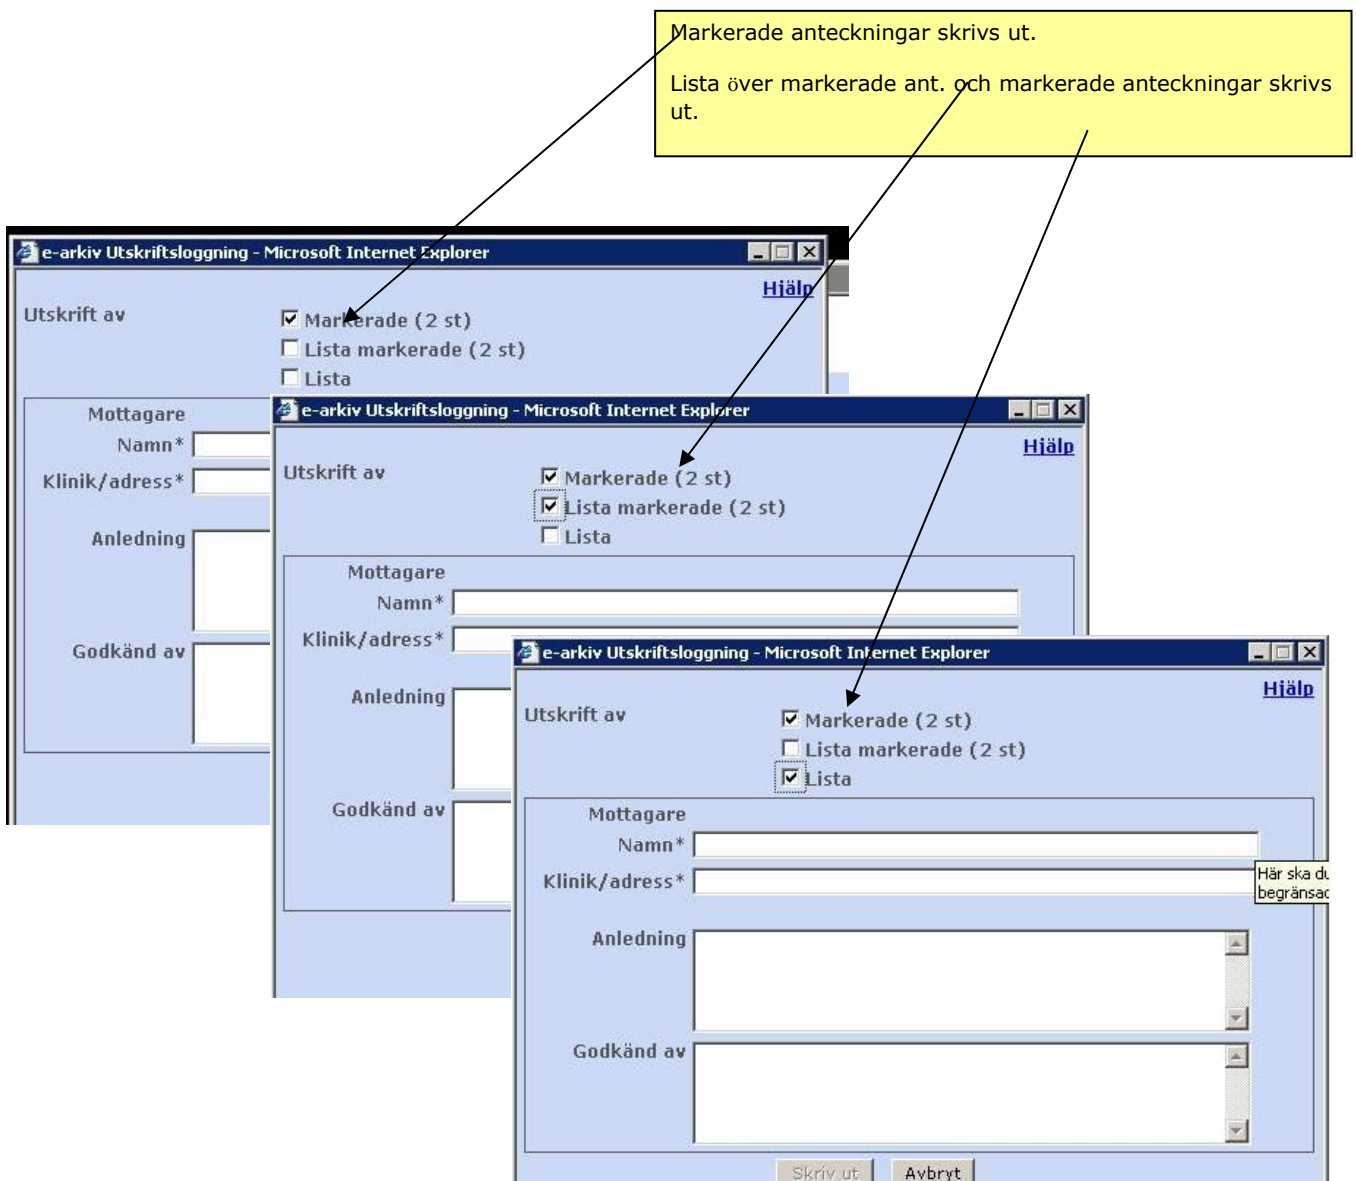 Markerade anteckningar skrivs ut.
Lista över markerade ant. och markerade anteckningar skrivs
ut.
e-arkiv Utskriftsloggning - Microsoft Internet Explorer
Hjälp
Utskrift av
Markerade (2 st)
Lista markerade (2 st)
Lista
Mottagare
Namn*
Klinik/adress*
Anledning
Godkänd av
e-arkiv Utskriftsloggning - Microsoft Internet Explorer
Hjälp
Utskrift av
Markerade (2 st)
Lista markerade (2 st)
Lista
Mottagare
Namn*
Klinik/adress*
Anledning
Godkänd av
e-arkiv Utskriftsloggning - Microsoft Internet Explorer
Hjälp
Utskrift av
Markerade (2 st)
Lista markerade (2 st)
Lista
Mottagare
Namn*
Klinik/adress*
Här ska du
begränsad
Anledning
Godkänd av
Skriv ut Avbryt